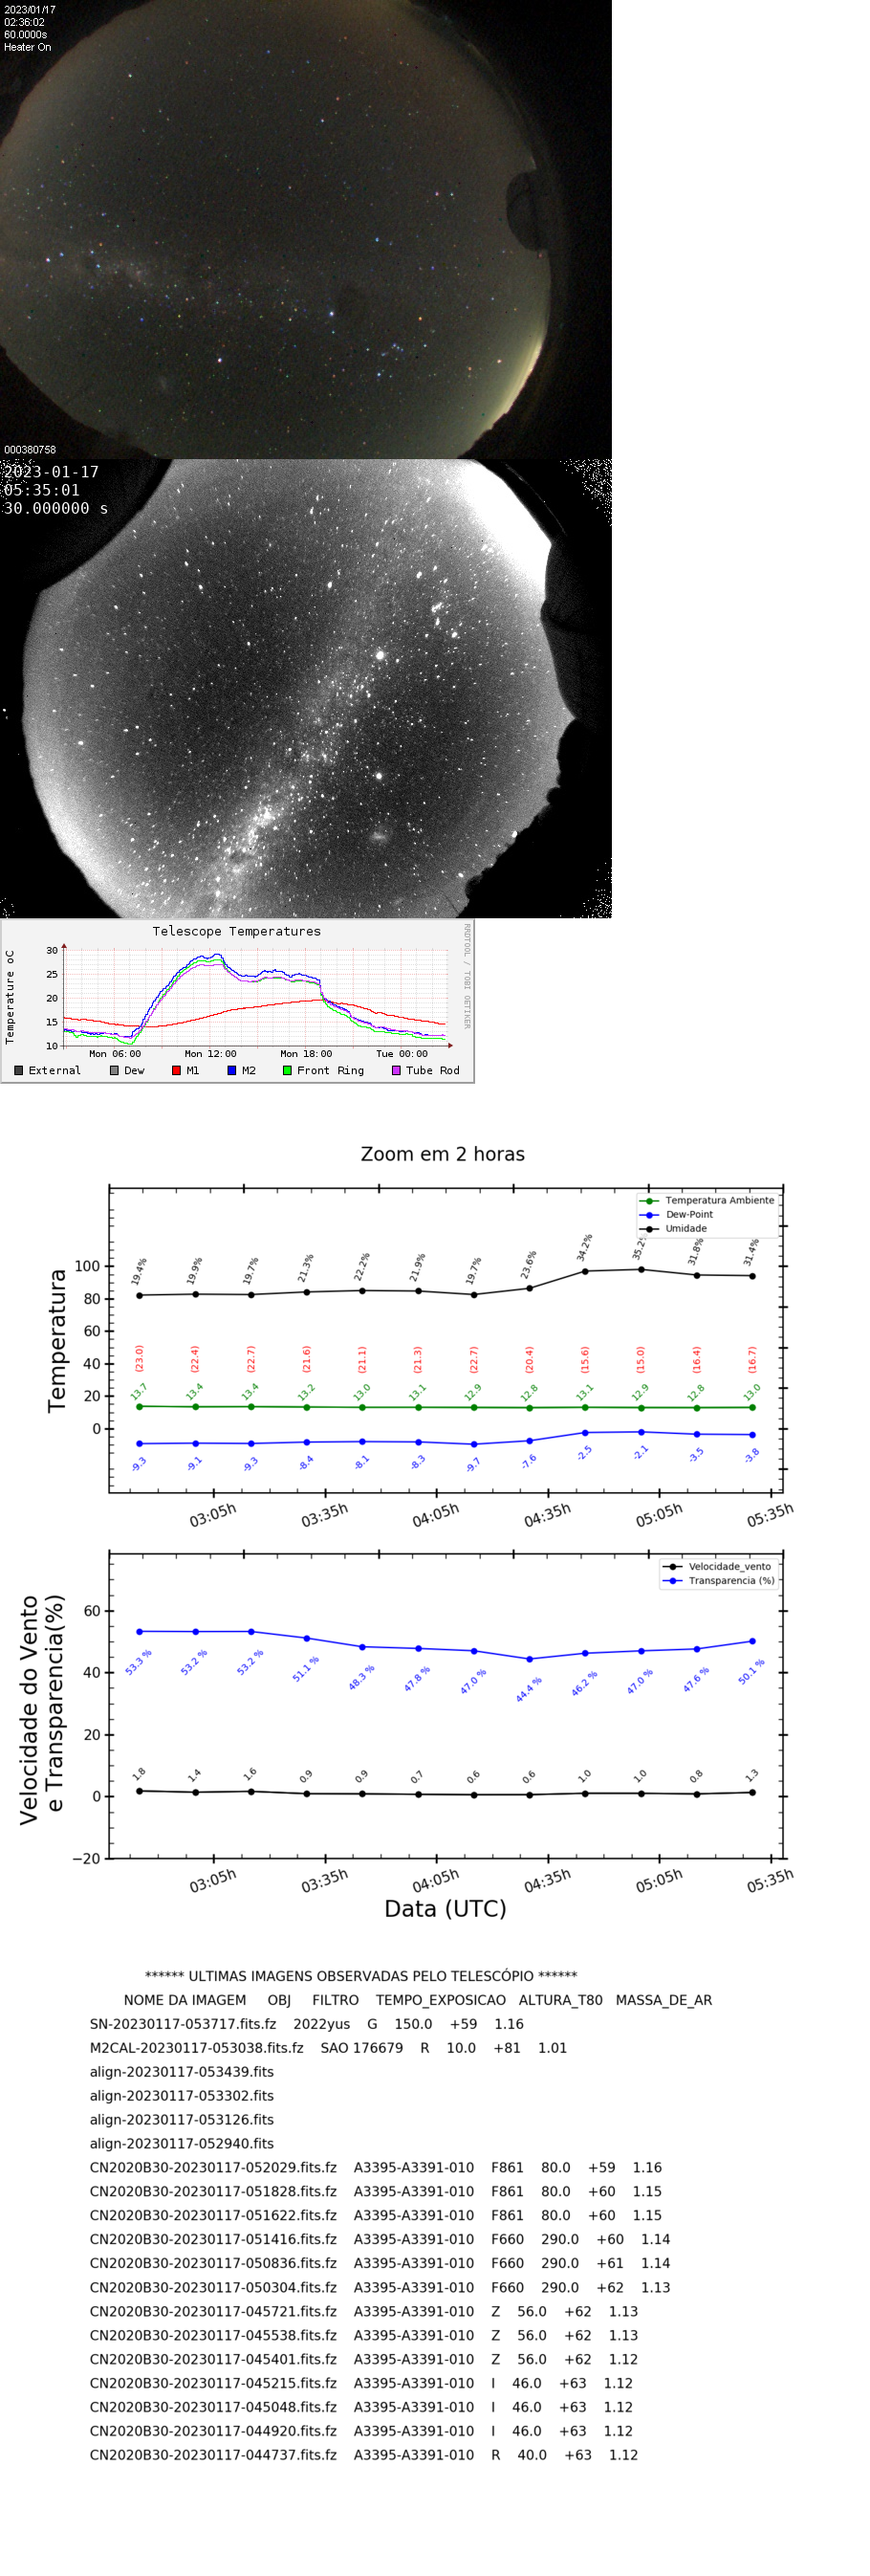 2023/01/17
02:36:02
60.0000s
Heater On
000380758
2023-01-17
05:35:01
30.000000 s
Telescope Temperatures
RRDTOOL / TOBI OETIKER
Temperature oC
30
25
20
15
10
Mon 06:00 Mon 12:00 Mon 18:00 Tue 00:00
External Dew M1 M2 Front Ring Tube Rod
Zoom em 2 horas
Temperatura Ambiente
Dew-Point
Umidade
Temperatura
100
80
60
40
20
0
19.4% 19.9% 19.7% 21.3% 22.2% 21.9% 19.7% 23.6% 34.2% 35.2% 31.8% 31.4%
(23.0) (22.4) (22.7) (21.6) (21.1) (21.3) (22.7) (20.4) (15.6) (15.0) (16.4) (16.7)
13.7 13.4 13.4 13.2 13.0 13.1 12.9 12.8 13.1 12.9 12.8 13.0
-9.3 -9.1 -9.3 -8.4 -8.1 -8.3 -9.7 -7.6 -2.5 -2.1 -3.5 -3.8
03:05h 03:35h 04:05h 04:35h 05:05h 05:35h
Velocidade_vento
Transparencia (%)
Velocidade do Vento
e Transparencia(%)
60
40
20
0
−20
53.3 % 53.2 % 53.2 % 51.1 % 48.3 % 47.8 % 47.0 % 44.4 % 46.2 % 47.0 % 47.6 % 50.1 %
1.8 1.4 1.6 0.9 0.9 0.7 0.6 0.6 1.0 1.0 0.8 1.3
03:05h 03:35h 04:05h 04:35h 05:05h 05:35h
Data (UTC)
****** ULTIMAS IMAGENS OBSERVADAS PELO TELESCÓPIO ******
NOME DA IMAGEM OBJ FILTRO TEMPO_EXPOSICAO ALTURA_T80 MASSA_DE_AR
SN-20230117-053717.fits.fz 2022yus G 150.0 +59 1.16
M2CAL-20230117-053038.fits.fz SAO 176679 R 10.0 +81 1.01
align-20230117-053439.fits
align-20230117-053302.fits
align-20230117-053126.fits
align-20230117-052940.fits
CN2020B30-20230117-052029.fits.fz A3395-A3391-010 F861 80.0 +59 1.16
CN2020B30-20230117-051828.fits.fz A3395-A3391-010 F861 80.0 +60 1.15
CN2020B30-20230117-051622.fits.fz A3395-A3391-010 F861 80.0 +60 1.15
CN2020B30-20230117-051416.fits.fz A3395-A3391-010 F660 290.0 +60 1.14
CN2020B30-20230117-050836.fits.fz A3395-A3391-010 F660 290.0 +61 1.14
CN2020B30-20230117-050304.fits.fz A3395-A3391-010 F660 290.0 +62 1.13
CN2020B30-20230117-045721.fits.fz A3395-A3391-010 Z 56.0 +62 1.13
CN2020B30-20230117-045538.fits.fz A3395-A3391-010 Z 56.0 +62 1.13
CN2020B30-20230117-045401.fits.fz A3395-A3391-010 Z 56.0 +62 1.12
CN2020B30-20230117-045215.fits.fz A3395-A3391-010 I 46.0 +63 1.12
CN2020B30-20230117-045048.fits.fz A3395-A3391-010 I 46.0 +63 1.12
CN2020B30-20230117-044920.fits.fz A3395-A3391-010 I 46.0 +63 1.12
CN2020B30-20230117-044737.fits.fz A3395-A3391-010 R 40.0 +63 1.12